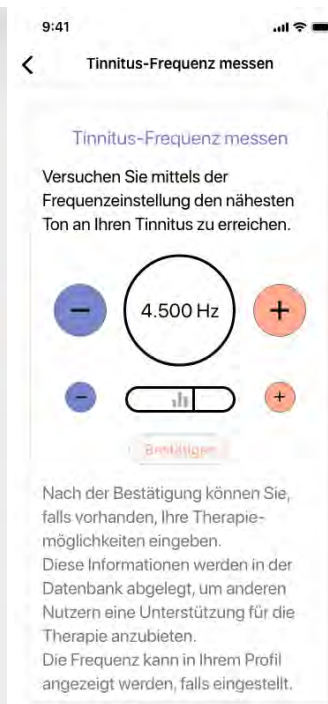 9:41
Tinnitus-Frequenz messen
Tinnitus-Frequenz messen
Versuchen Sie mittels der
Frequenzeinstellung den nähesten
Ton an Ihren Tinnitus zu erreichen.
− 4.500 Hz +
− +
Bestätigen
Nach der Bestätigung können Sie,
falls vorhanden, Ihre Therapie-
möglichkeiten eingeben.
Diese Informationen werden in der
Datenbank abgelegt, um anderen
Nutzern eine Unterstützung für die
Therapie anzubieten.
Die Frequenz kann in Ihrem Profil
angezeigt werden, falls eingestellt.